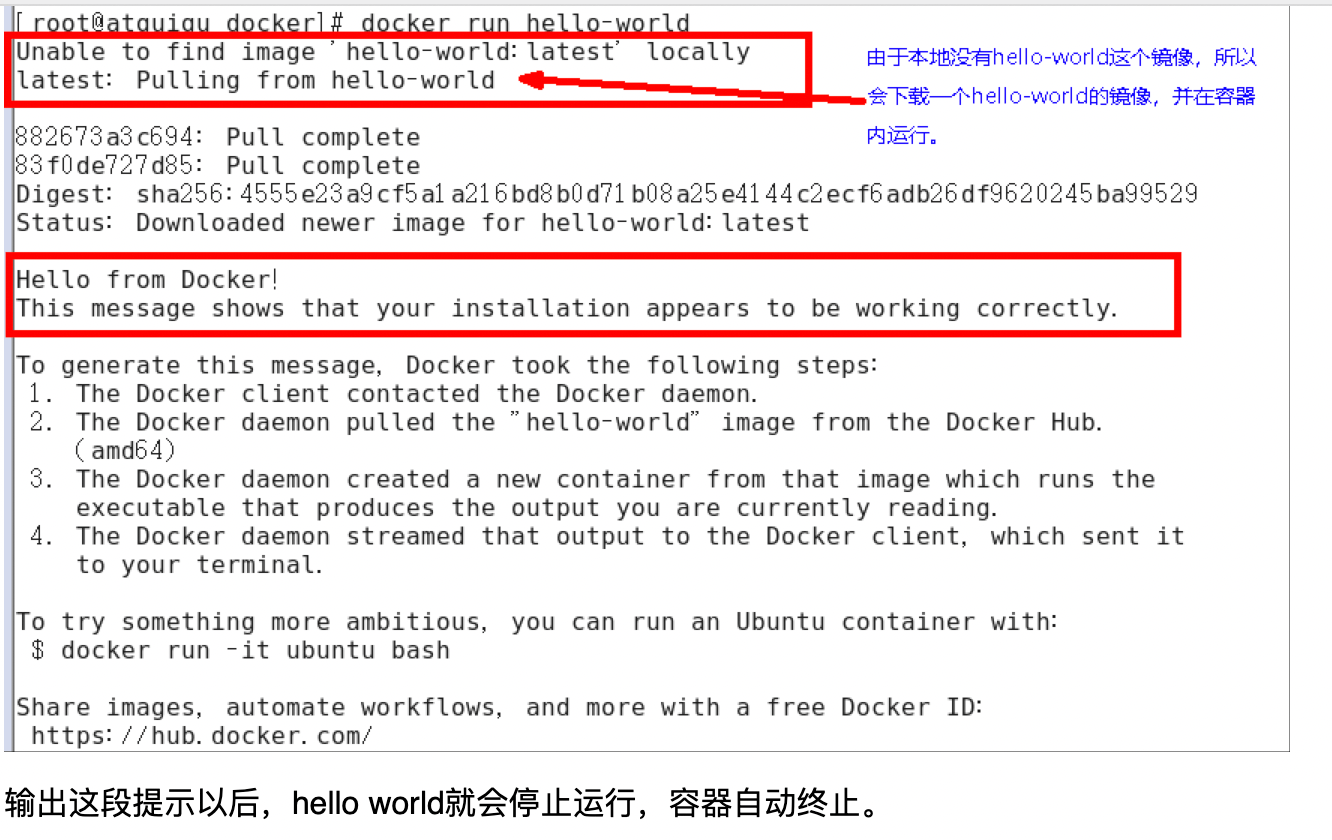 [root@atguigu docker]# docker run hello-world
Unable to find image 'hello-world:latest' locally
latest: Pulling from hello-world
由于本地没有hello-world这个镜像，所以
会下载一个hello-world的镜像，并在容器
内运行。
882673a3c694: Pull complete
83f0de727d85: Pull complete
Digest: sha256:4555e23a9cf5a1a216bd8b0d71b08a25e4144c2ecf6adb26df9620245ba99529
Status: Downloaded newer image for hello-world:latest
Hello from Docker!
This message shows that your installation appears to be working correctly.
To generate this message, Docker took the following steps:
1. The Docker client contacted the Docker daemon.
2. The Docker daemon pulled the "hello-world" image from the Docker Hub.
(amd64)
3. The Docker daemon created a new container from that image which runs the
executable that produces the output you are currently reading.
4. The Docker daemon streamed that output to the Docker client, which sent it
to your terminal.
To try something more ambitious, you can run an Ubuntu container with:
$ docker run -it ubuntu bash
Share images, automate workflows, and more with a free Docker ID:
https://hub.docker.com/
输出这段提示以后，hello world就会停止运行，容器自动终止。